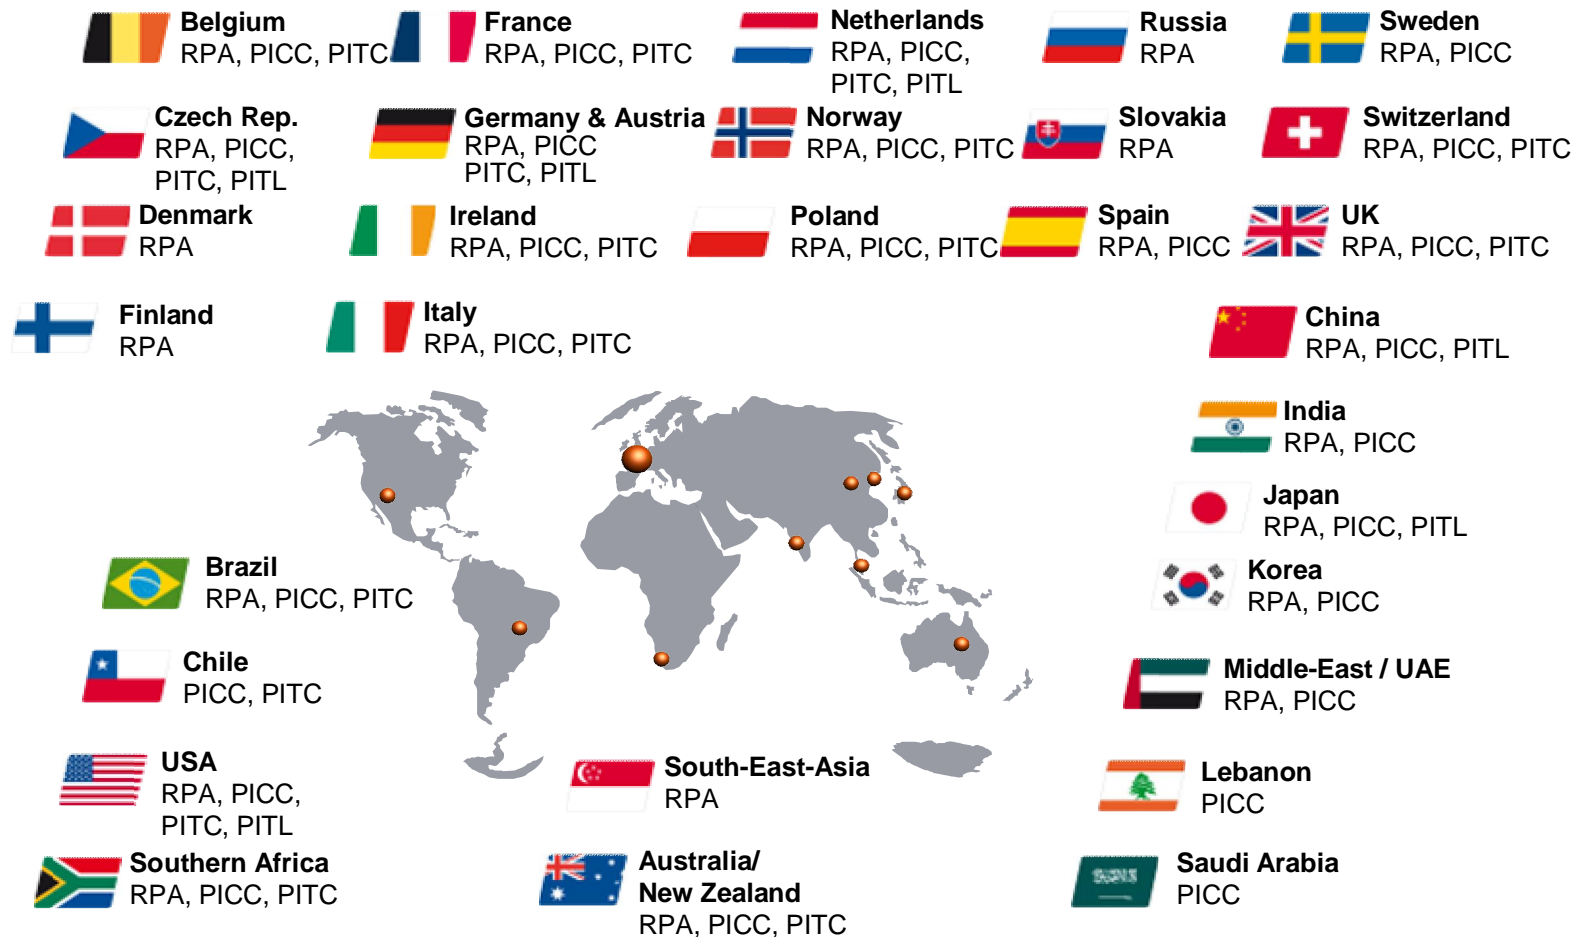 Belgium
RPA, PICC, PITC
France
RPA, PICC, PITC
Netherlands
RPA, PICC,
PITC, PITL
Russia
RPA
Sweden
RPA, PICC
Czech Rep.
RPA, PICC,
PITC, PITL
Germany & Austria
RPA, PICC
PITC, PITL
Norway
RPA, PICC, PITC
Slovakia
RPA
Switzerland
RPA, PICC, PITC
Denmark
RPA
Ireland
RPA, PICC, PITC
Poland
RPA, PICC, PITC
Spain
RPA, PICC
UK
RPA, PICC, PITC
Finland
RPA
Italy
RPA, PICC, PITC
China
RPA, PICC, PITL
India
RPA, PICC
Japan
RPA, PICC, PITL
Brazil
RPA, PICC, PITC
Korea
RPA, PICC
Chile
PICC, PITC
Middle-East / UAE
RPA, PICC
USA
RPA, PICC,
PITC, PITL
South-East-Asia
RPA
Lebanon
PICC
Southern Africa
RPA, PICC, PITC
Australia/
New Zealand
RPA, PICC, PITC
Saudi Arabia
PICC